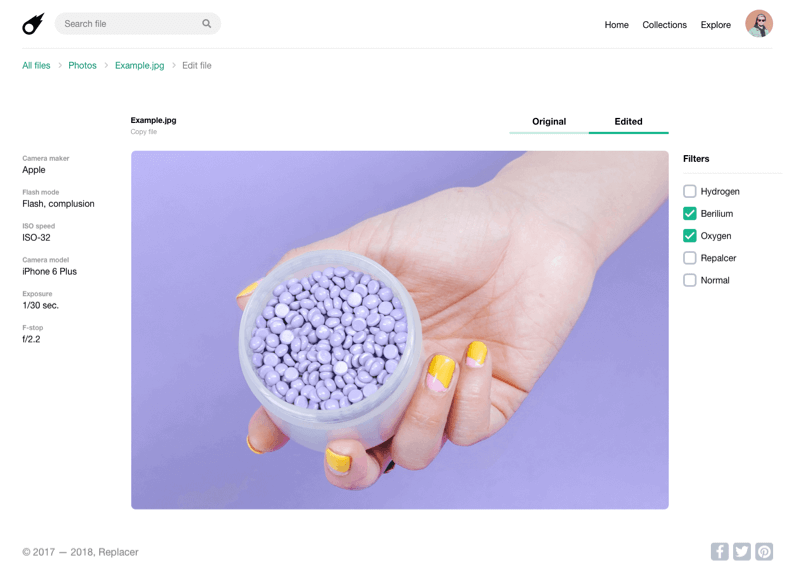 Search file
Home Collections Explore
All files Photos Example.jpg Edit file
Example.jpg
Copy file
Original Edited
Camera maker
Apple
Flash mode
Flash, complusion
ISO speed
ISO-32
Camera model
iPhone 6 Plus
Exposure
1/30 sec.
F-stop
f/2.2
Filters
Hydrogen
Berilium
Oxygen
Repalcer
Normal
© 2017 — 2018, Replacer